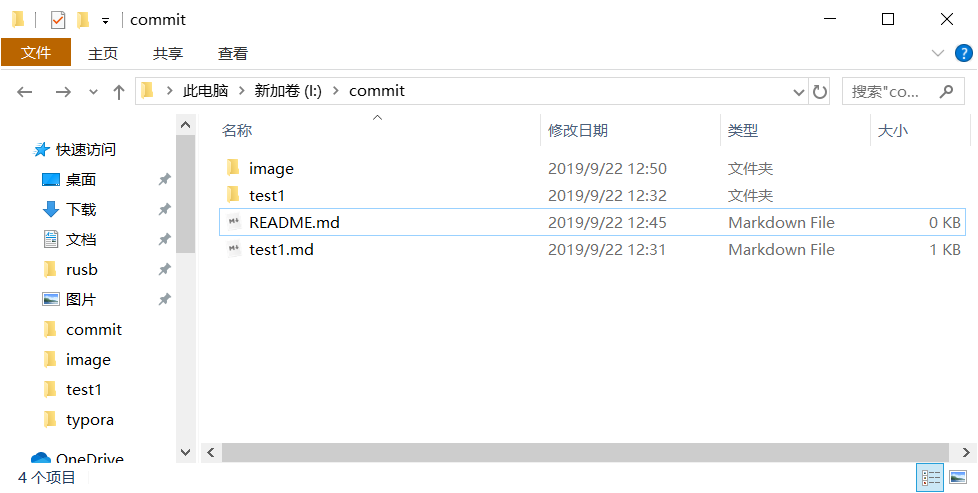 commit
文件 主页 共享 查看
此电脑 新加卷 (I:) commit 搜索"co...
名称 修改日期 类型 大小
快速访问
桌面
下载
文档
rusb
图片
commit
image
test1
typora
OneDrive
image 2019/9/22 12:50 文件夹
test1 2019/9/22 12:32 文件夹
README.md 2019/9/22 12:45 Markdown File 0 KB
test1.md 2019/9/22 12:31 Markdown File 1 KB
4 个项目